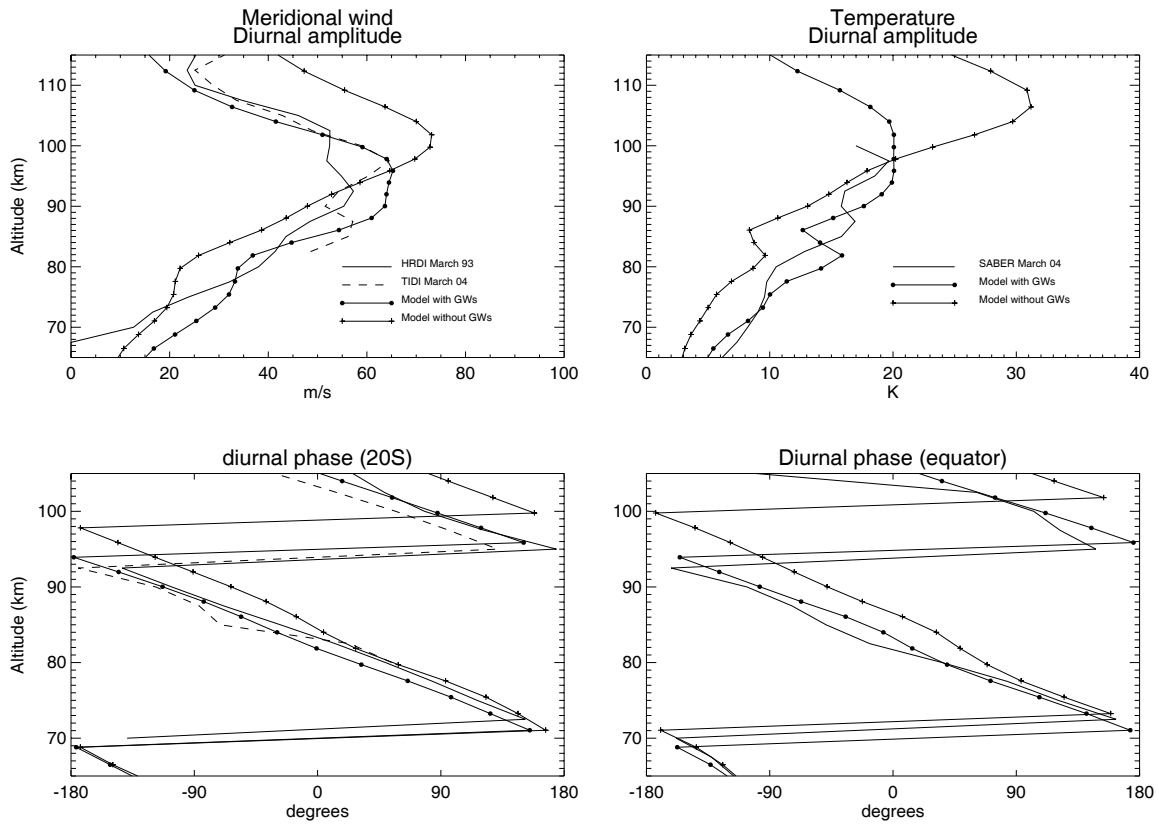 Meridional wind
Diurnal amplitude
Altitude (km)
110
100
90
80
70
HRDI March 93
TIDI March 04
Model with GWs
Model without GWs
0 20 40 60 80 100
m/s
Temperature
Diurnal amplitude
110
100
90
80
70
SABER March 04
Model with GWs
Model without GWs
0 10 20 30 40
K
diurnal phase (20S)
Altitude (km)
100
90
80
70
-180 -90 0 90 180
degrees
Diurnal phase (equator)
100
90
80
70
-180 -90 0 90 180
degrees